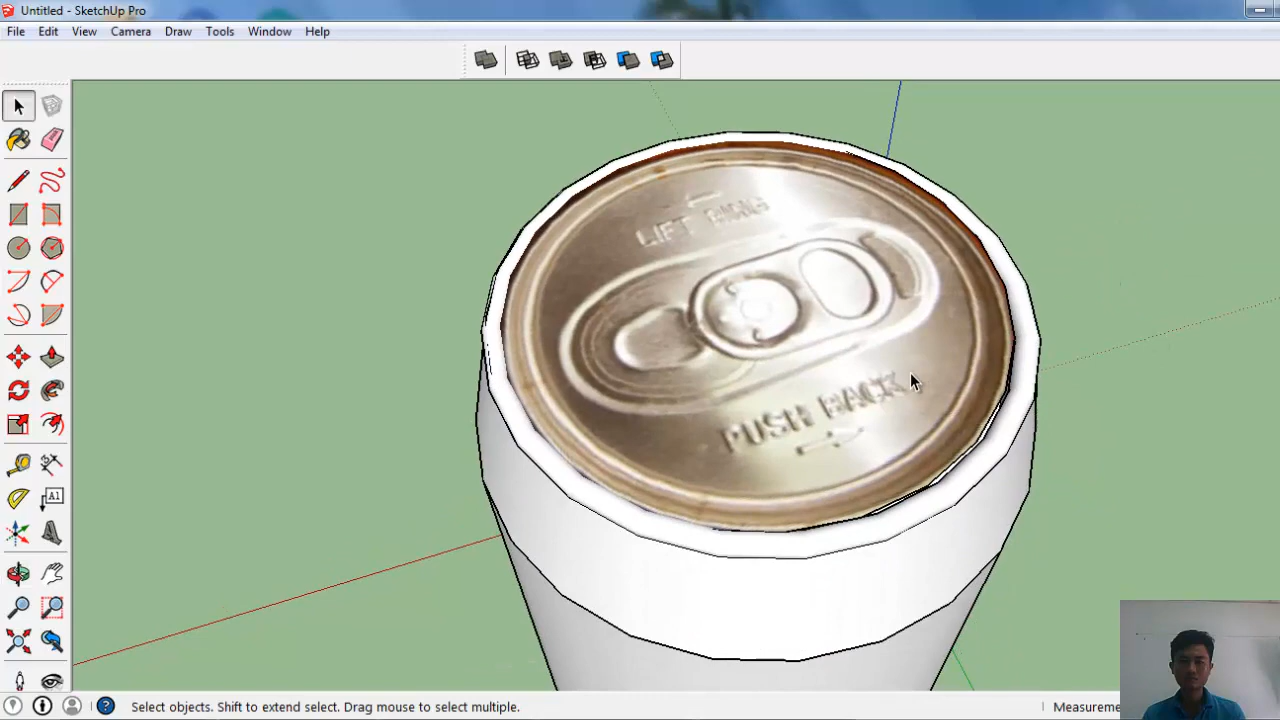 Untitled - SketchUp Pro
File Edit View Camera Draw Tools Window Help
LIFT RING
PUSH BACK
A1
Select objects. Shift to extend select. Drag mouse to select multiple.
Measureme